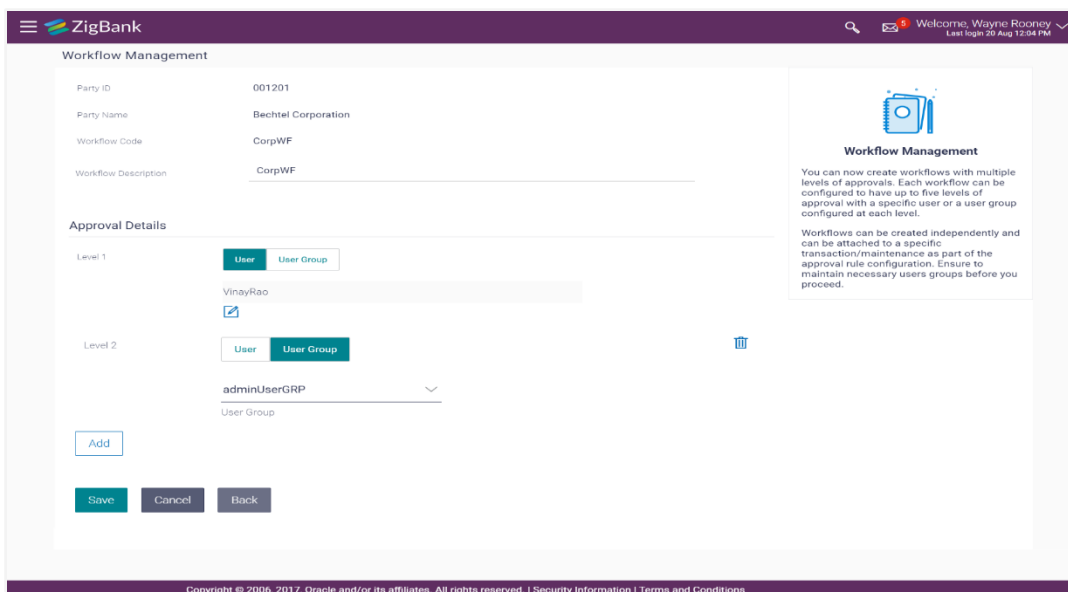 ZigBank
5
Welcome, Wayne Rooney
Last login 20 Aug 12:04 PM
Workflow Management
Party ID 001201
Party Name Bechtel Corporation
Workflow Code CorpWF
Workflow Description CorpWF
Approval Details
Level 1 User User Group
VinayRao
Level 2 User User Group
adminUserGRP
User Group
Add
Save Cancel Back
Workflow Management
You can now create workflows with multiple
levels of approvals. Each workflow can be
configured to have up to five levels of
approval with a specific user or a user group
configured at each level.
Workflows can be created independently and
can be attached to a specific
transaction/maintenance as part of the
approval rule configuration. Ensure to
maintain necessary users groups before you
proceed.
Copyright © 2006, 2017, Oracle and/or its affiliates. All rights reserved. | Security Information | Terms and Conditions